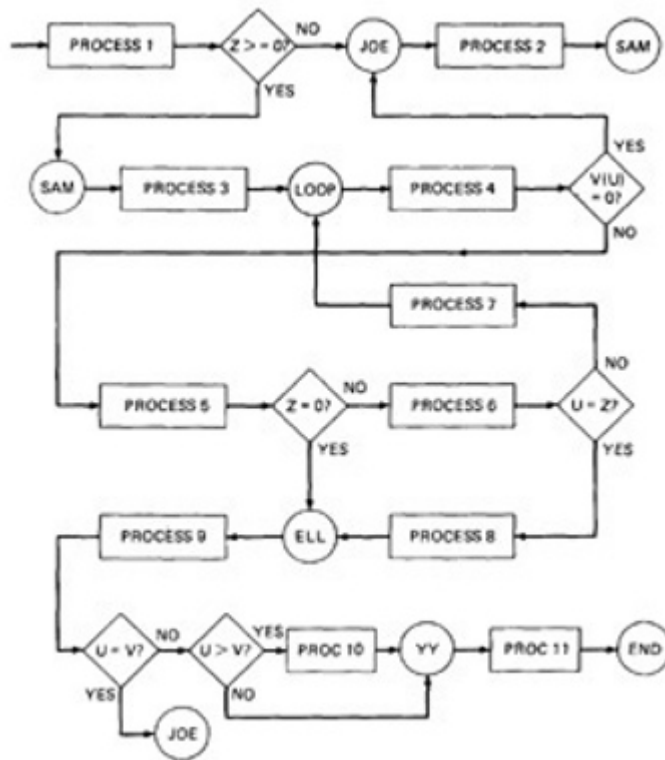 PROCESS 1
Z > = 0?
NO
JOE
PROCESS 2
SAM
YES
YES
SAM
PROCESS 3
LOOP
PROCESS 4
V(U)
= 0?
NO
PROCESS 7
NO
PROCESS 5
Z = 0?
NO
PROCESS 6
U = Z?
YES
YES
PROCESS 9
ELL
PROCESS 8
U = V?
NO
U > V?
YES
PROC 10
YY
PROC 11
END
YES
NO
JOE